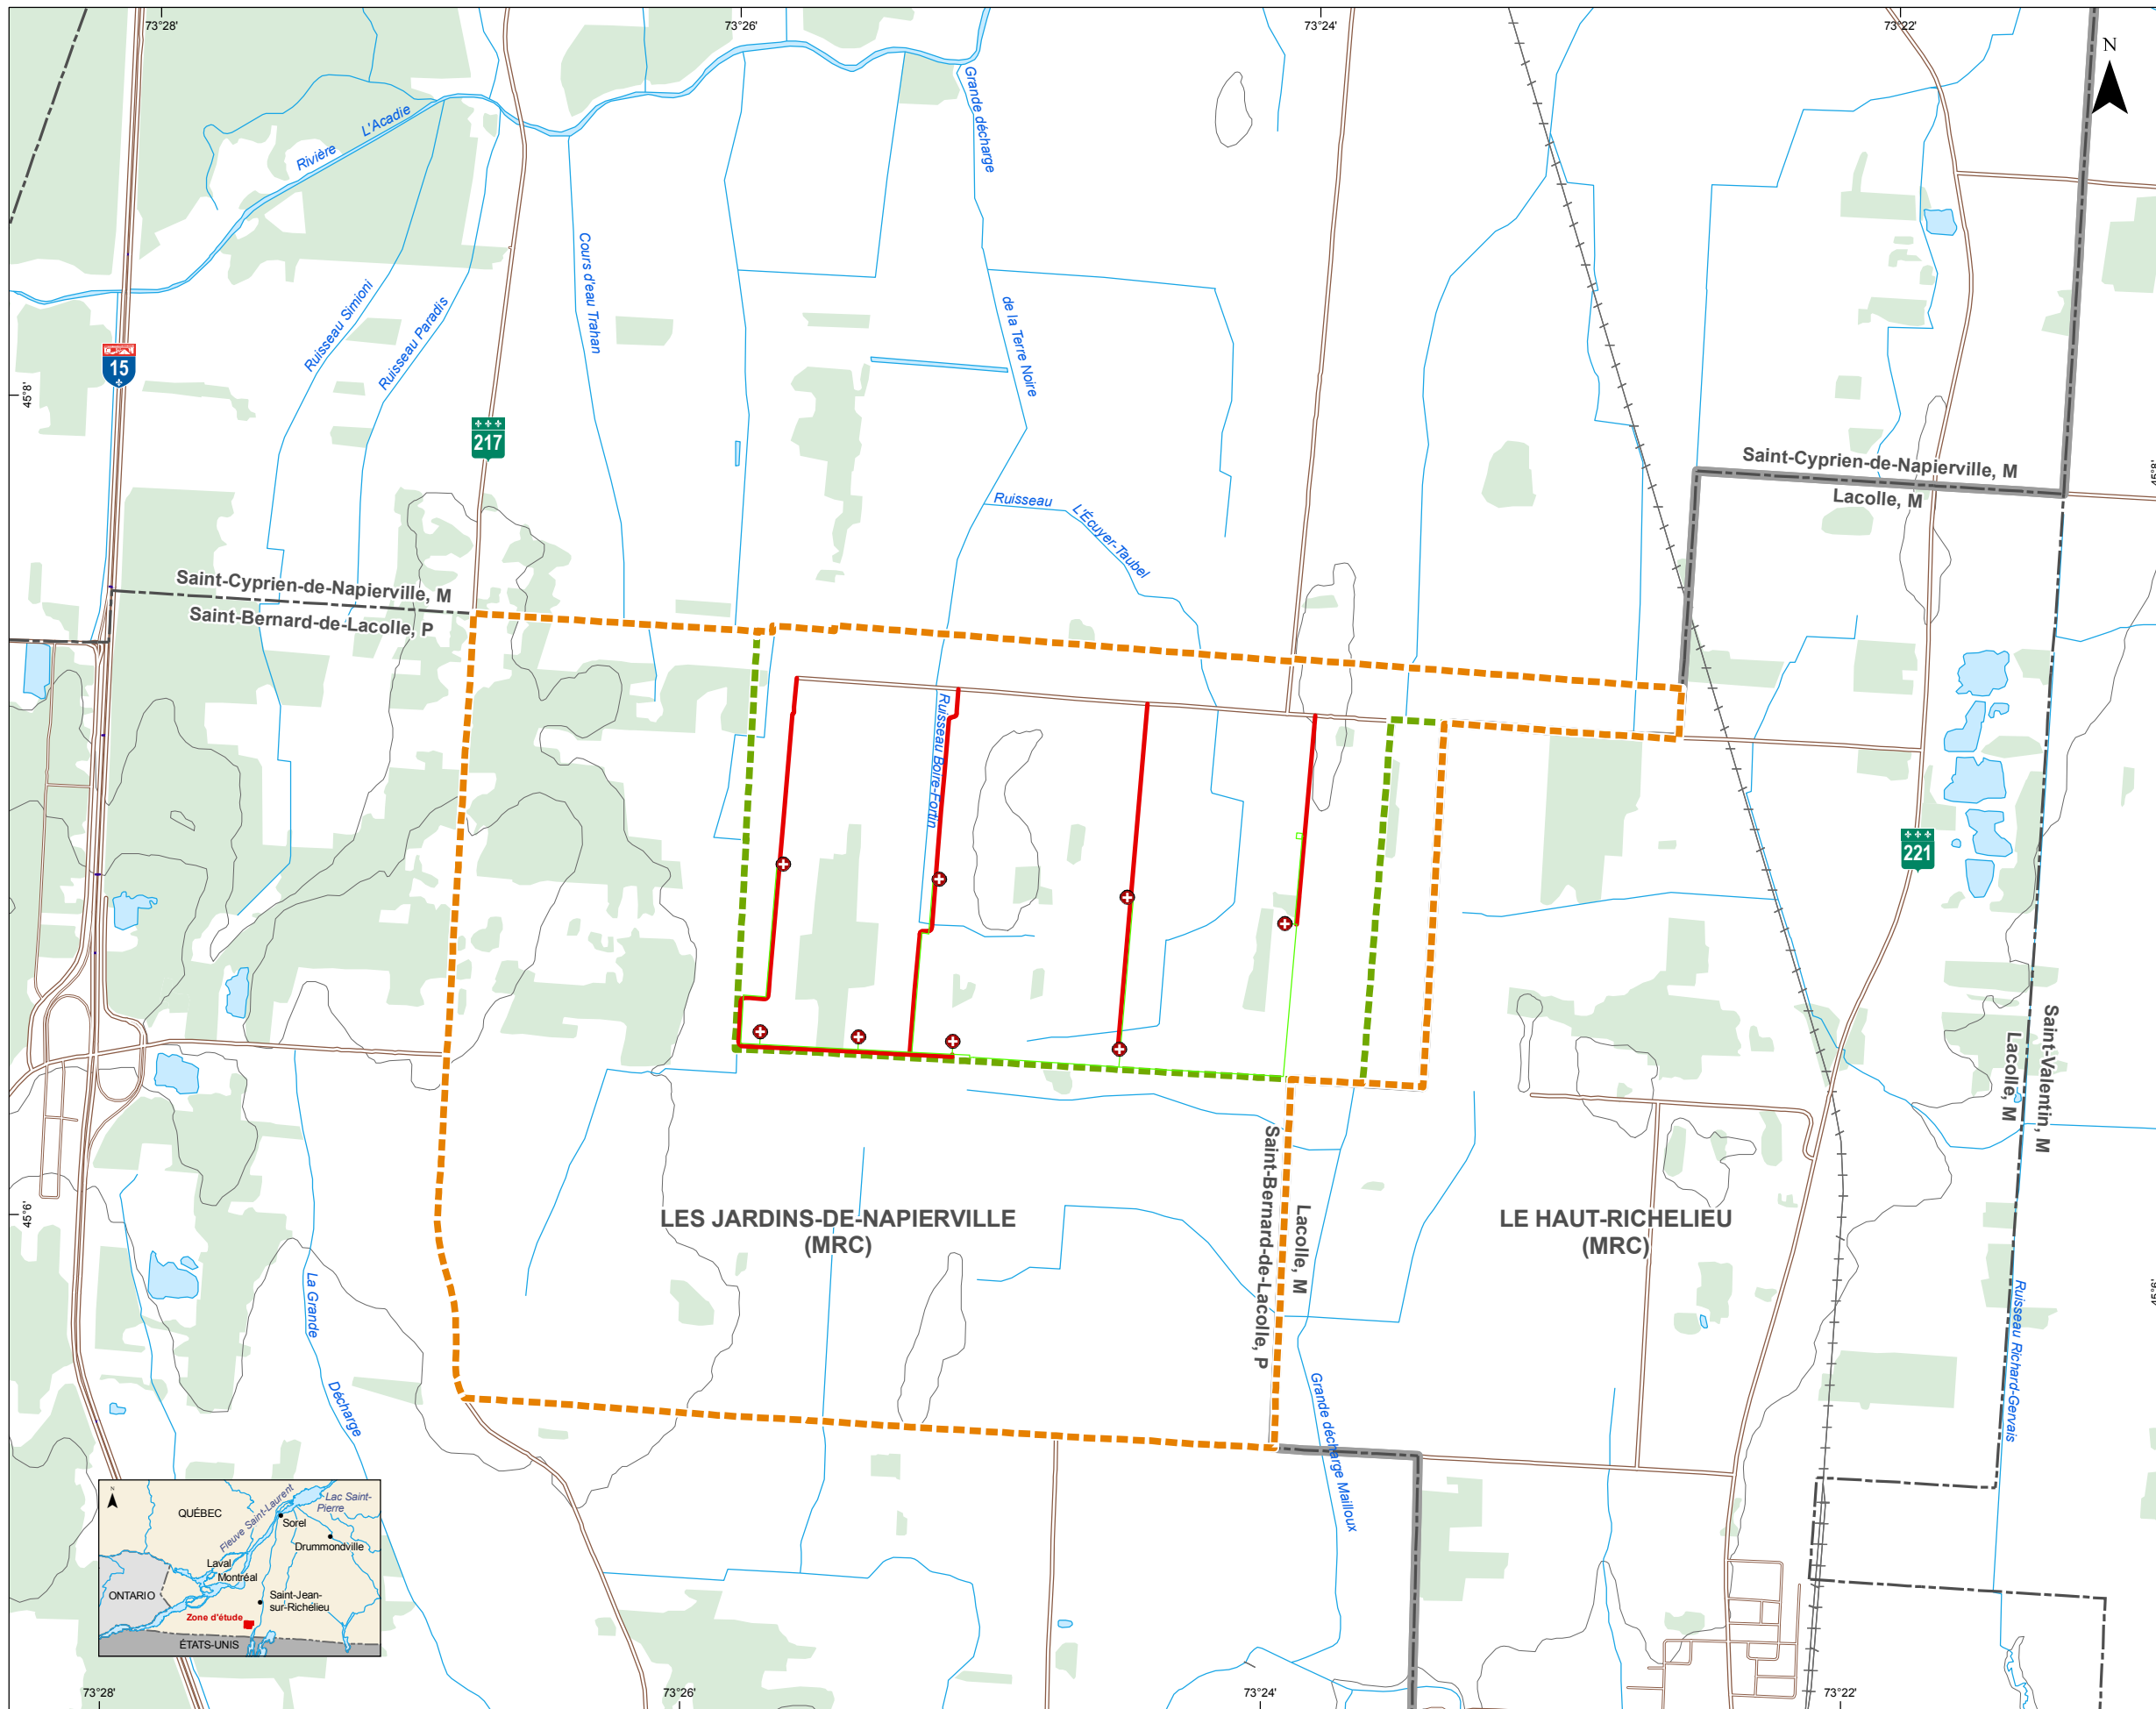 73°28'
73°26'
73°24'
73°22'
N
Grande décharge
Rivière
L'Acadie
Cours d'eau Trahan
Ruisseau Simioni
Ruisseau Paradis
de la Terre Noire
15
45°8'
217
Saint-Cyprien-de-Napierville, M
Lacolle, M
45°8'
Ruisseau
L'Écuyer-Taubel
Saint-Cyprien-de-Napierville, M
Saint-Bernard-de-Lacolle, P
Ruisseau Boire-Fortin
221
Saint-Valentin, M
Lacolle, M
Saint-Bernard-de-Lacolle, P
Lacolle, M
LES JARDINS-DE-NAPIERVILLE
(MRC)
LE HAUT-RICHELIEU
(MRC)
45°6'
45°6'
La Grande
Décharge
Ruisseau Richard-Gervais
Grande décharge Mailloux
N
QUÉBEC
Fleuve Saint-Laurent
Lac Saint-
Pierre
Sorel
Drummondville
Laval
Montréal
ONTARIO
Saint-Jean-
sur-Richelieu
Zone d'étude
ÉTATS-UNIS
73°28'
73°26'
73°24'
73°22'